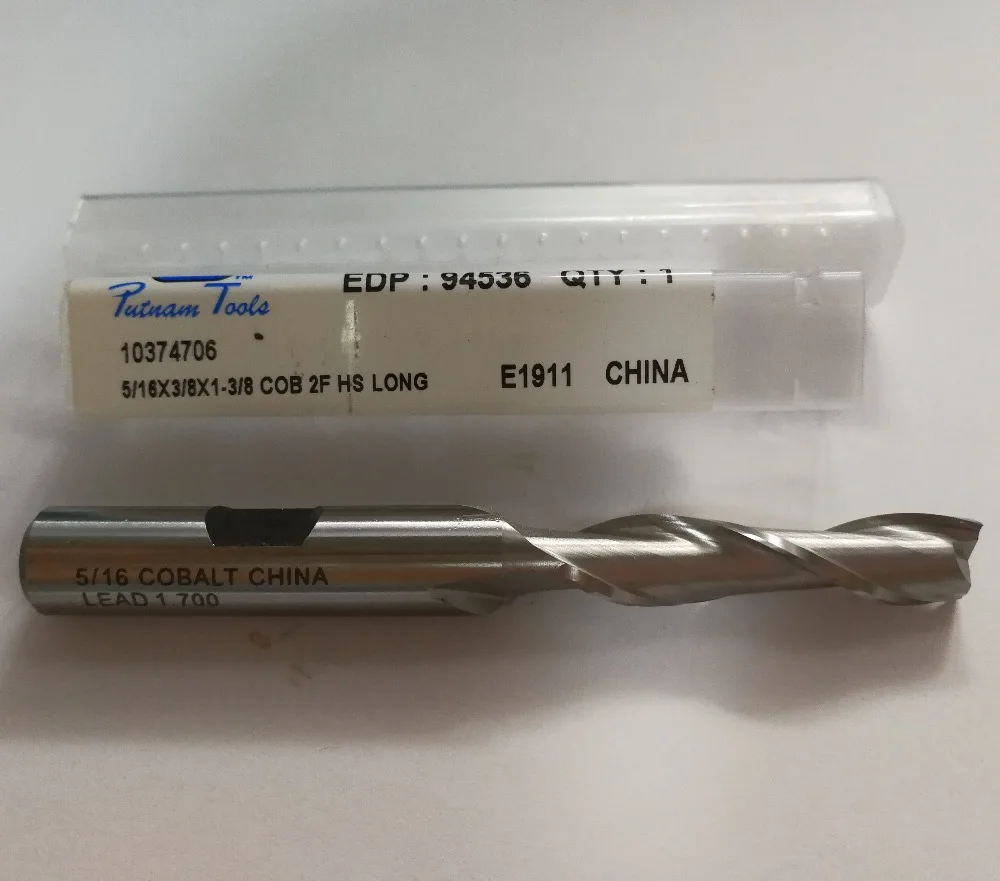 EDP : 94536 QTY : 1
Putnam Tools™
10374706
5/16X3/8X1-3/8 COB 2F HS LONG
E1911 CHINA
5/16 COBALT CHINA
LEAD 1.700